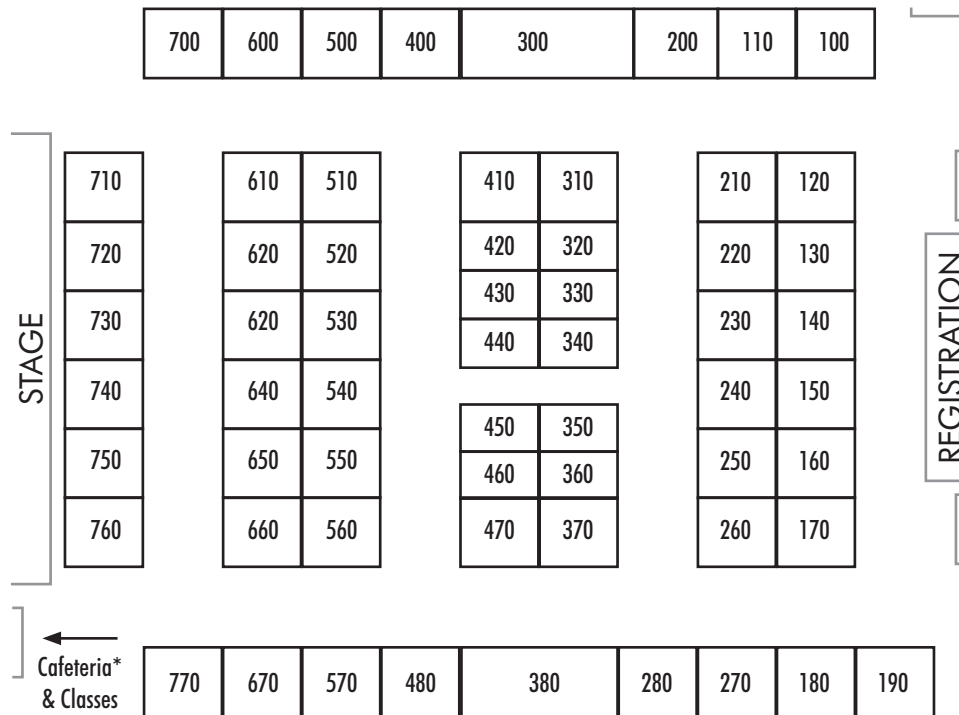 700 600 500 400 300 200 110 100
710 610 510 410 310 210 120
720 620 520 420 320 220 130
730 620 530 430 330 230 140
440 340
740 640 540 240 150
450 350
750 650 550 460 360 250 160
760 660 560 470 370 260 170
STAGE
REGISTRATION
Cafeteria*
& Classes
770 670 570 480 380 280 270 180 190